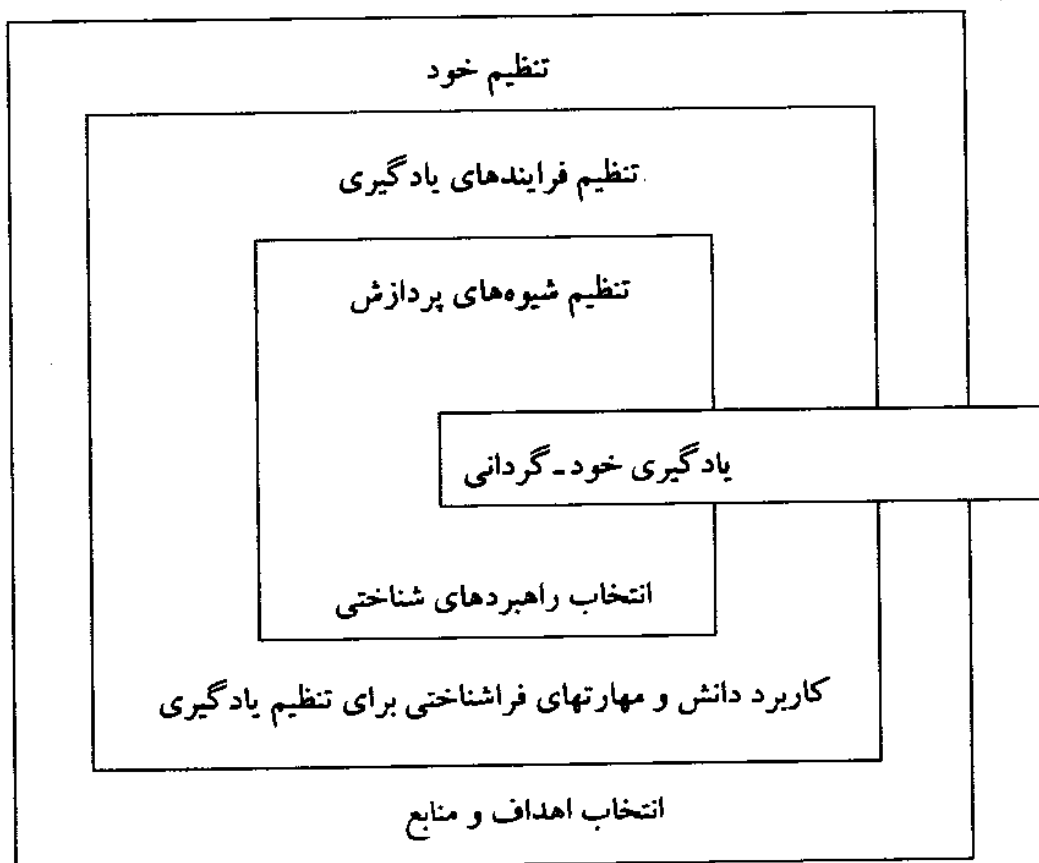 تنظیم خود
تنظیم فرایندهای یادگیری
تنظیم شیوه‌های پردازش
یادگیری خود-گردانی
انتخاب راهبردهای شناختی
کاربرد دانش و مهارتهای فراشناختی برای تنظیم یادگیری
انتخاب اهداف و منابع